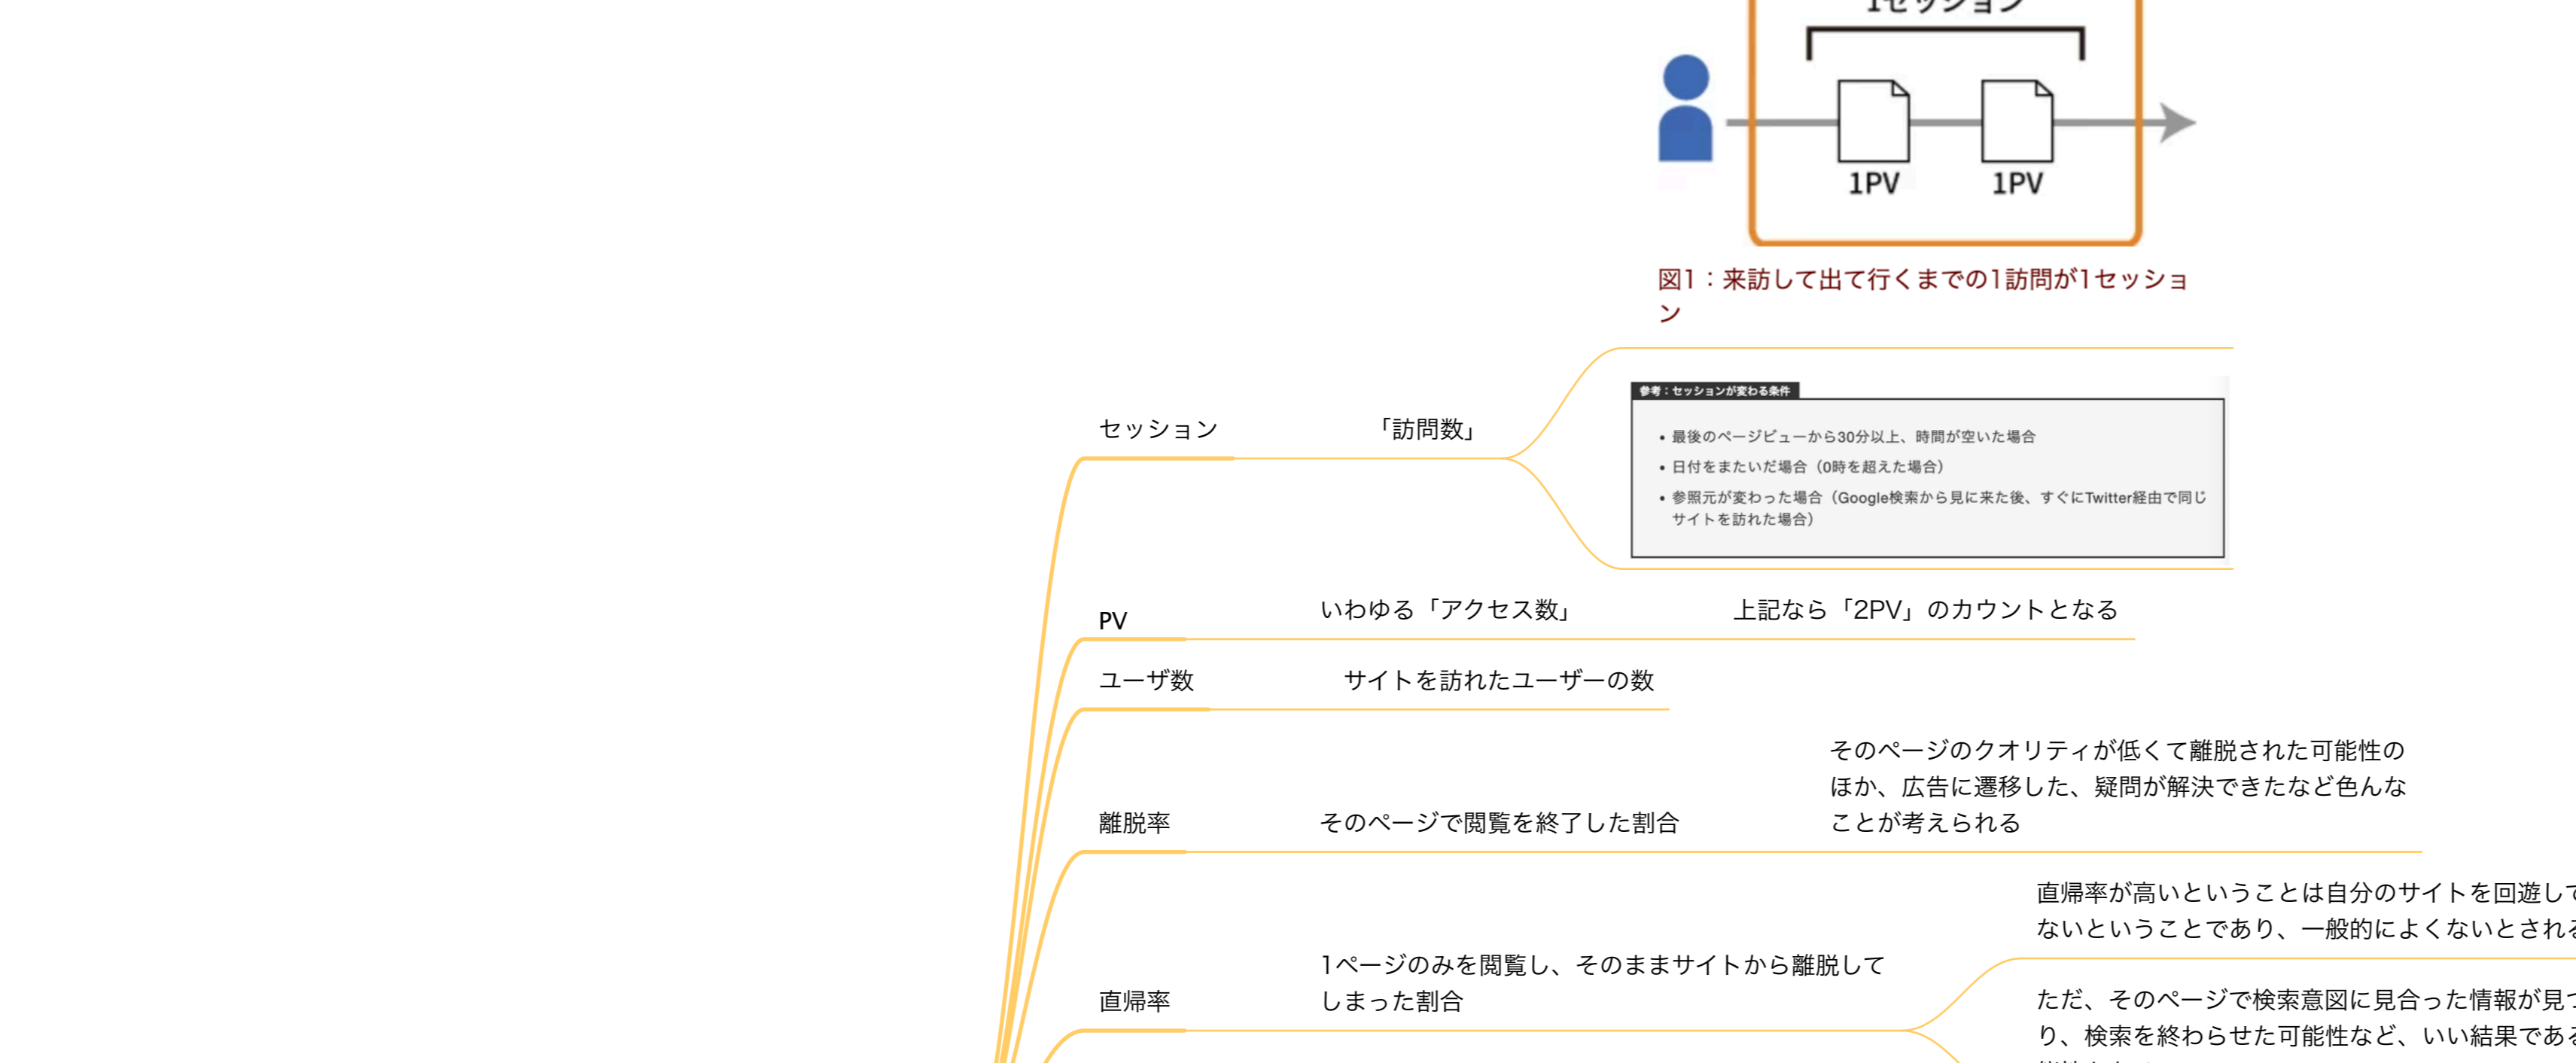 1セッション
1PV
1PV
図1：来訪して出て行くまでの1訪問が1セッショ
ン
参考：セッションが変わる条件
• 最後のページビューから30分以上、時間が空いた場合
• 日付をまたいだ場合（0時を超えた場合）
• 参照元が変わった場合（Google検索から見に来た後、すぐにTwitter経由で同じ
サイトを訪れた場合）
セッション
「訪問数」
PV
いわゆる「アクセス数」
上記なら「2PV」のカウントとなる
ユーザ数
サイトを訪れたユーザーの数
離脱率
そのページで閲覧を終了した割合
そのページのクオリティが低くて離脱された可能性の
ほか、広告に遷移した、疑問が解決できたなど色んな
ことが考えられる
直帰率
1ページのみを閲覧し、そのままサイトから離脱して
しまった割合
直帰率が高いということは自分のサイトを回遊して
ないということであり、一般的によくないとされる
ただ、そのページで検索意図に見合った情報が見つ
り、検索を終わらせた可能性など、いい結果である